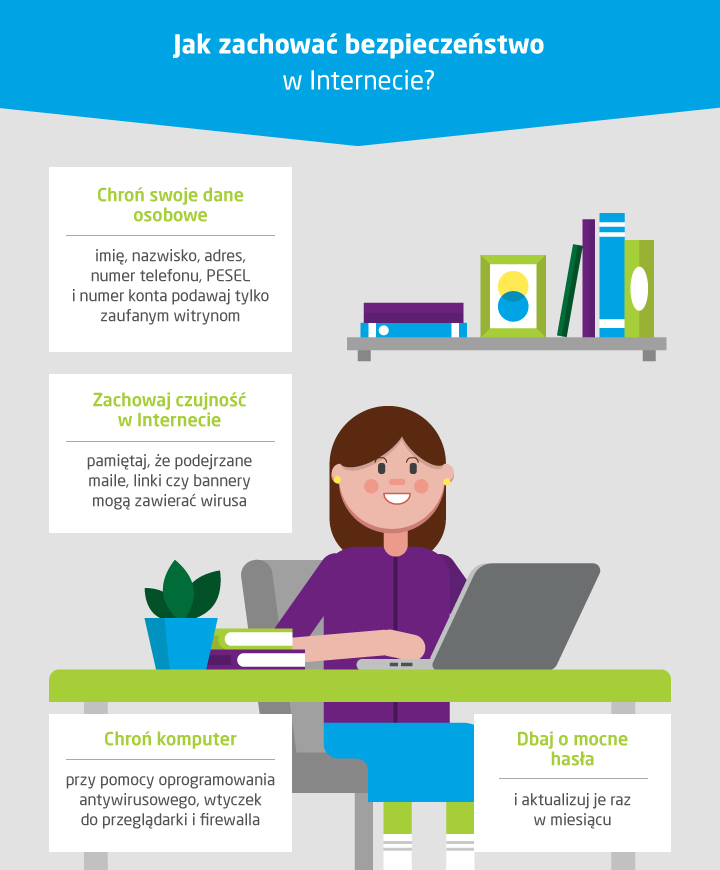 Jak zachować bezpieczeństwo
w Internecie?
Chroń swoje dane
osobowe
imię, nazwisko, adres,
numer telefonu, PESEL
i numer konta podawaj tylko
zaufanym witrynom
Zachowaj czujność
w Internecie
pamiętaj, że podejrzane
maile, linki czy bannery
mogą zawierać wirusa
Chroń komputer
przy pomocy oprogramowania
antywirusowego, wtyczek
do przeglądarki i firewalla
Dbaj o mocne
hasła
i aktualizuj je raz
w miesiącu